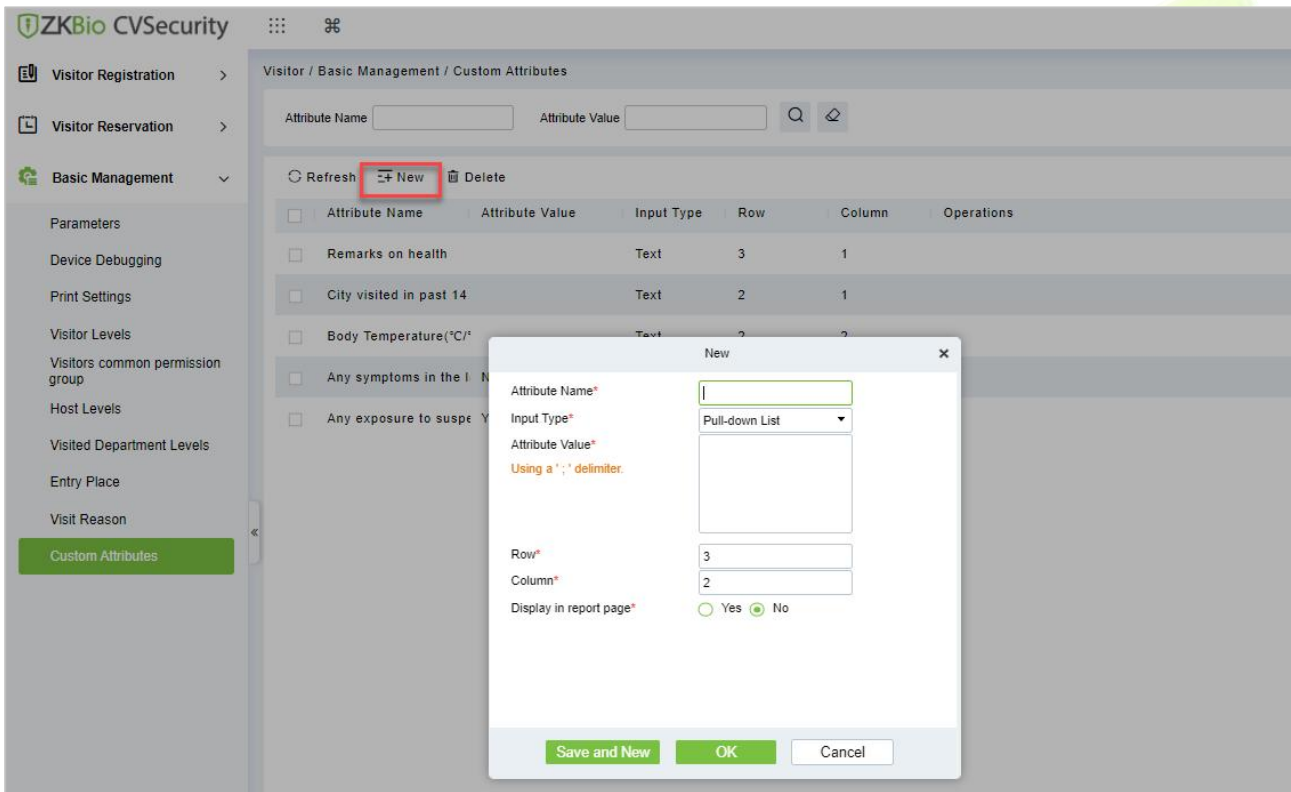 ZKBio CVSecurity
Visitor Registration
Visitor Reservation
Basic Management
Parameters
Device Debugging
Print Settings
Visitor Levels
Visitors common permission
group
Host Levels
Visited Department Levels
Entry Place
Visit Reason
Custom Attributes
Visitor / Basic Management / Custom Attributes
Attribute Name Attribute Value
Refresh New Delete
Attribute Name Attribute Value Input Type Row Column Operations
Remarks on health Text 3 1
City visited in past 14 Text 2 1
Body Temperature(°C/°
Any symptoms in the l N
Any exposure to suspe Y
New
Attribute Name*
Input Type* Pull-down List
Attribute Value*
Using a ' ; ' delimiter.
Row* 3
Column* 2
Display in report page* Yes No
Save and New OK Cancel